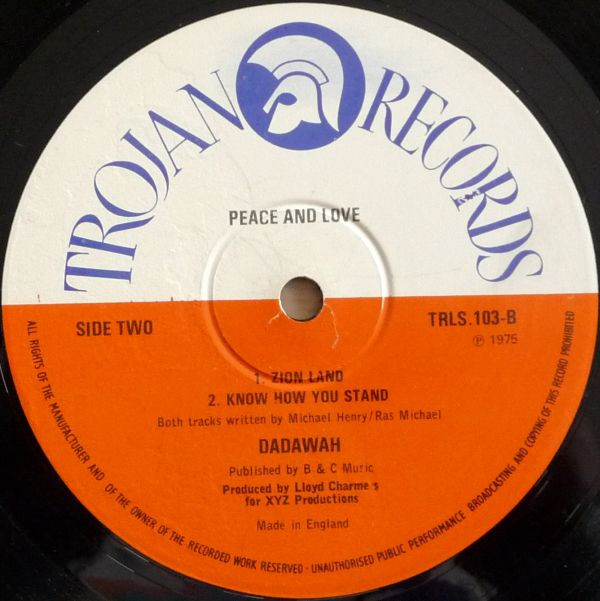 TROJAN RECORDS
PEACE AND LOVE
SIDE TWO
TRLS.103-B
℗ 1975
1. ZION LAND
2. KNOW HOW YOU STAND
Both tracks written by Michael Henry/Ras Michael
DADAWAH
Published by B & C Muric
Produced by Lloyd Charmers
for XYZ Productions
Made in England
ALL RIGHTS OF THE MANUFACTURER AND OF THE OWNER OF THE RECORDED WORK RESERVED - UNAUTHORISED PUBLIC PERFORMANCE BROADCASTING AND COPYING OF THIS RECORD PROHIBITED